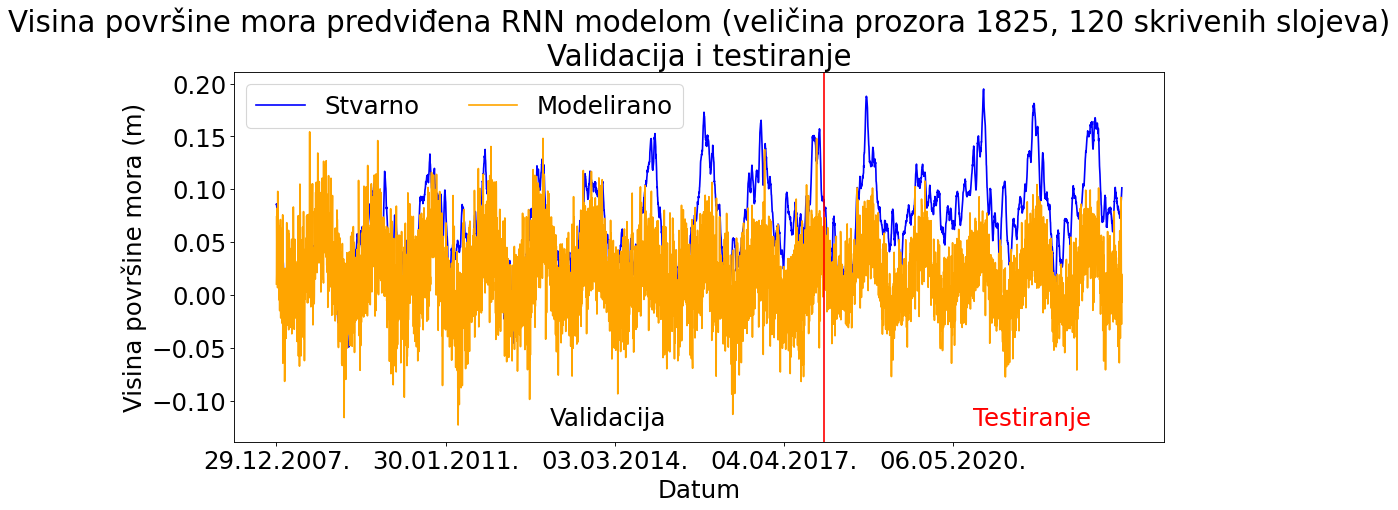 Visina površine mora predviđena RNN modelom (veličina prozora 1825, 120 skrivenih slojeva)
Validacija i testiranje
Stvarno Modelirano
Visina površine mora (m)
0.20
0.15
0.10
0.05
0.00
−0.05
−0.10
Validacija Testiranje
29.12.2007. 30.01.2011. 03.03.2014. 04.04.2017. 06.05.2020.
Datum